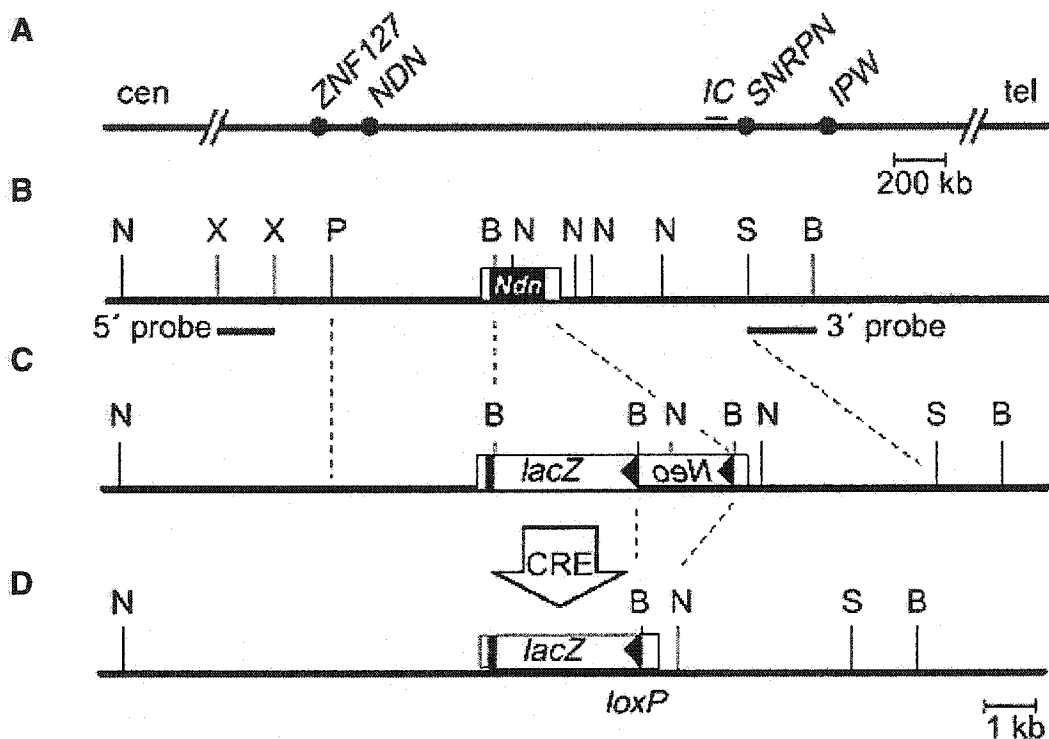 A
cen ZNF127 NDN IC SNRPN IPW tel
200 kb
B
N X X P B N N N N S B
Ndn
5´ probe 3´ probe
C
N B B N B N S B
lacZ Neo
CRE
D
N B N S B
lacZ
loxP
1 kb